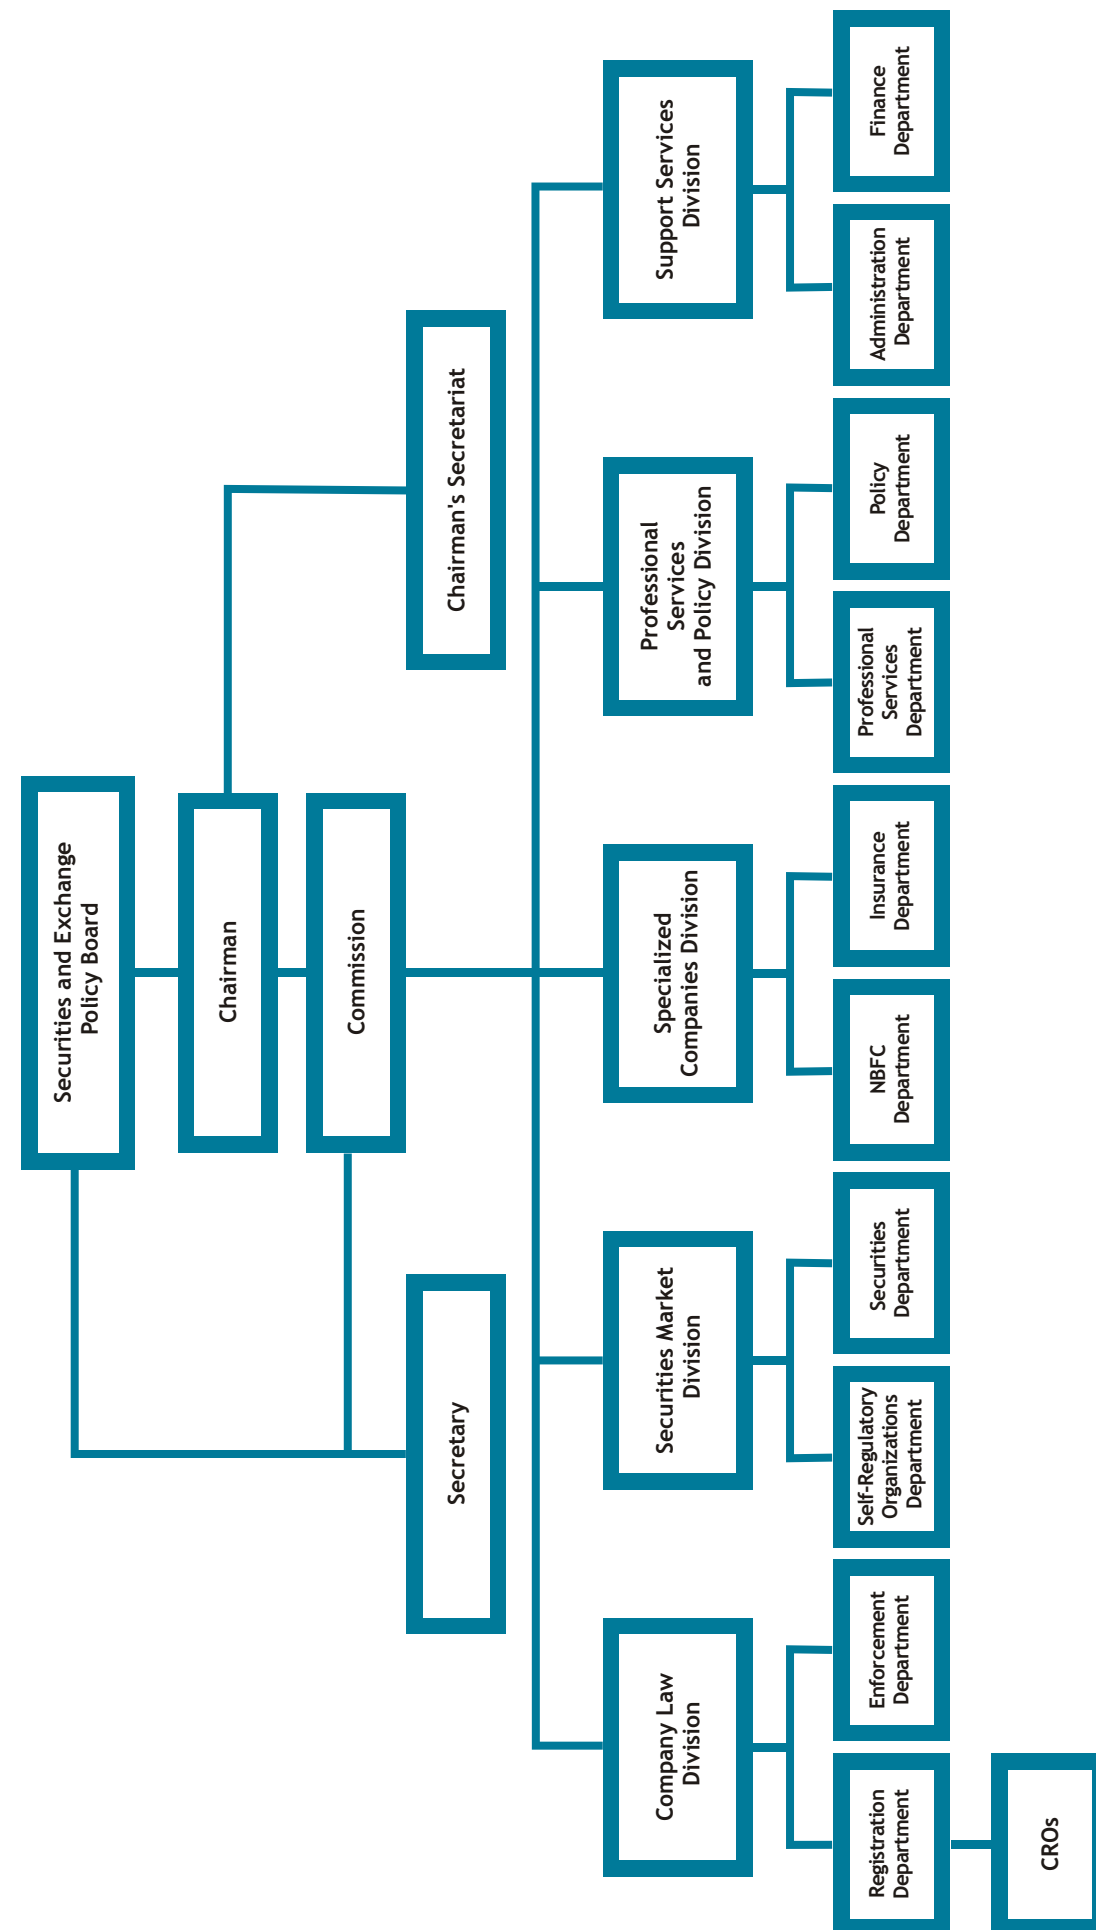 Securities and Exchange
Policy Board
Chairman
Commission
Secretary
Chairman's Secretariat
Company Law
Division
Securities Market
Division
Specialized
Companies Division
Professional
Services
and Policy Division
Support Services
Division
Registration
Department
Enforcement
Department
Self-Regulatory
Organizations
Department
Securities
Department
NBFC
Department
Insurance
Department
Professional
Services
Department
Policy
Department
Administration
Department
Finance
Department
CROs